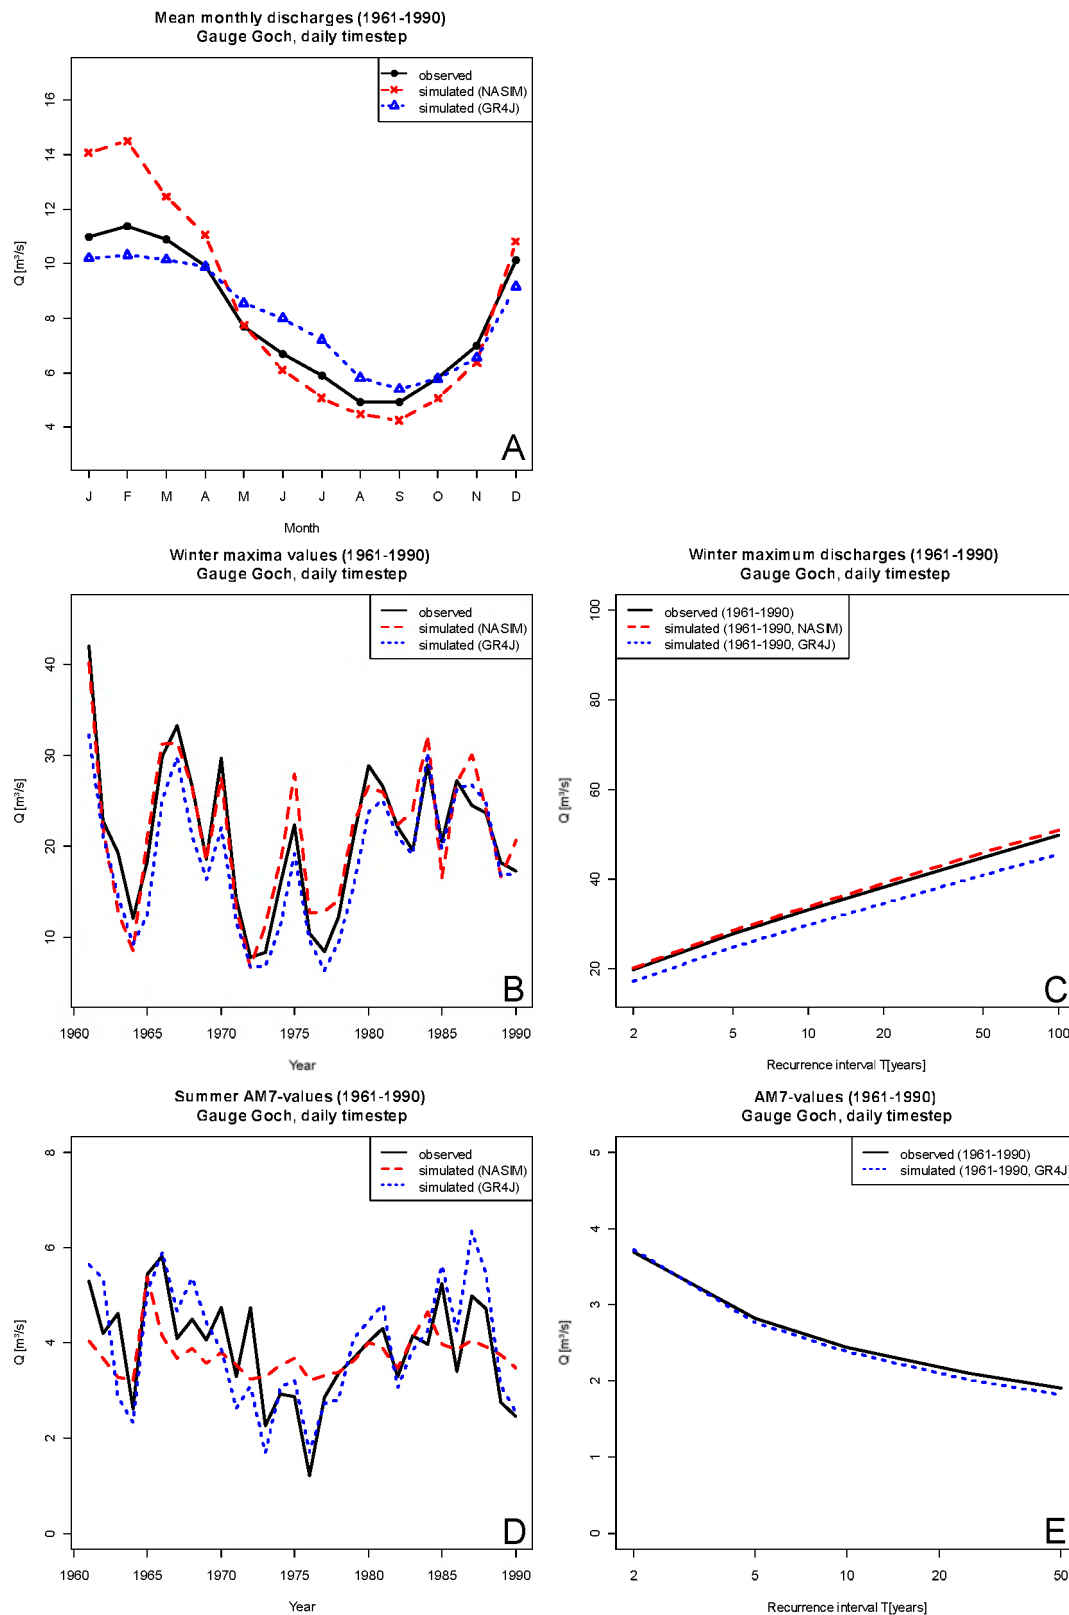 Mean monthly discharges (1961-1990)
Gauge Goch, daily timestep
observed
simulated (NASIM)
simulated (GR4J)
Q [m³/s]
16
14
12
10
8
6
4
A
J F M A M J J A S O N D
Month
Winter maxima values (1961-1990)
Gauge Goch, daily timestep
observed
simulated (NASIM)
simulated (GR4J)
Q [m³/s]
40
30
20
10
B
1960 1965 1970 1975 1980 1985 1990
Year
Winter maximum discharges (1961-1990)
Gauge Goch, daily timestep
observed (1961-1990)
simulated (1961-1990, NASIM)
simulated (1961-1990, GR4J)
Q [m³/s]
100
80
60
40
20
C
2 5 10 20 50 100
Recurrence interval T[years]
Summer AM7-values (1961-1990)
Gauge Goch, daily timestep
observed
simulated (NASIM)
simulated (GR4J)
Q [m³/s]
8
6
4
2
0
D
1960 1965 1970 1975 1980 1985 1990
Year
AM7-values (1961-1990)
Gauge Goch, daily timestep
observed (1961-1990)
simulated (1961-1990, GR4J)
Q [m³/s]
5
4
3
2
1
0
E
2 5 10 20 50
Recurrence interval T[years]